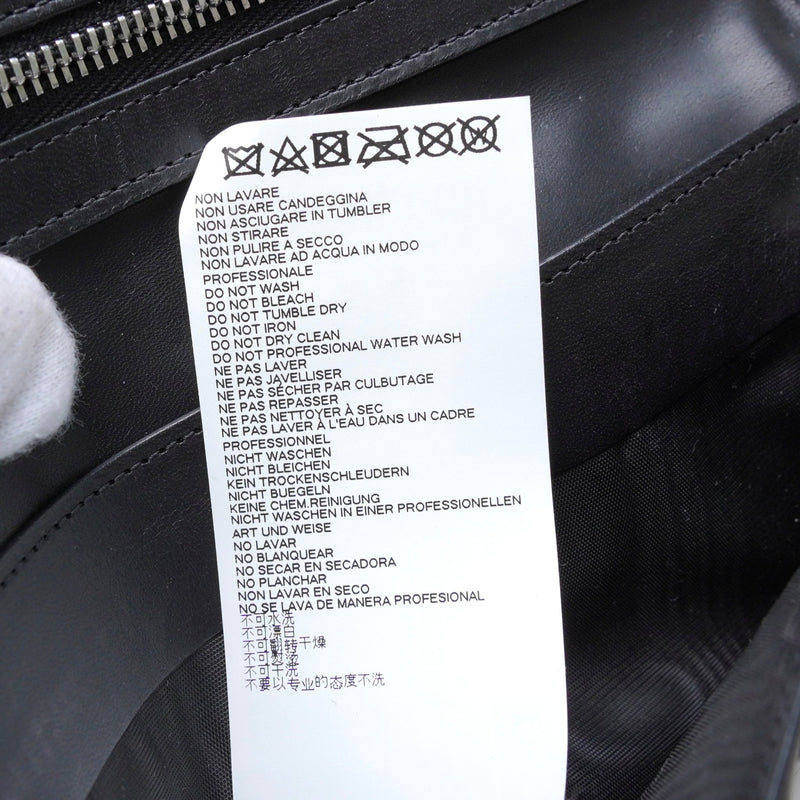 NON LAVARE
NON USARE CANDEGGINA
NON ASCIUGARE IN TUMBLER
NON STIRARE
NON PULIRE A SECCO
NON LAVARE AD ACQUA IN MODO
PROFESSIONALE
DO NOT WASH
DO NOT BLEACH
DO NOT TUMBLE DRY
DO NOT IRON
DO NOT DRY CLEAN
DO NOT PROFESSIONAL WATER WASH
NE PAS LAVER
NE PAS JAVELLISER
NE PAS SÉCHER PAR CULBUTAGE
NE PAS REPASSER
NE PAS NETTOYER À SEC
NE PAS LAVER À L'EAU DANS UN CADRE
PROFESSIONNEL
NICHT WASCHEN
NICHT BLEICHEN
KEIN TROCKENSCHLEUDERN
NICHT BUEGELN
KEINE CHEM.REINIGUNG
NICHT WASCHEN IN EINER PROFESSIONELLEN
ART UND WEISE
NO LAVAR
NO BLANQUEAR
NO SECAR EN SECADORA
NO PLANCHAR
NON LAVAR EN SECO
NO SE LAVA DE MANERA PROFESIONAL
不可水洗
不可漂白
不可翻转干燥
不可熨烫
不可干洗
不要以专业的态度不洗